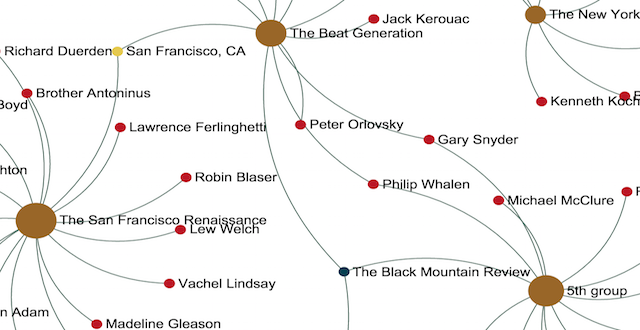 Jack Kerouac
The New York
The Beat Generation
Richard Duerden
San Francisco, CA
Brother Antoninus
Boyd
Kenneth Koch
Lawrence Ferlinghetti
Peter Orlovsky
Gary Snyder
hton
Robin Blaser
Philip Whalen
Michael McClure
The San Francisco Renaissance
Lew Welch
The Black Mountain Review
Vachel Lindsay
5th group
n Adam
Madeline Gleason